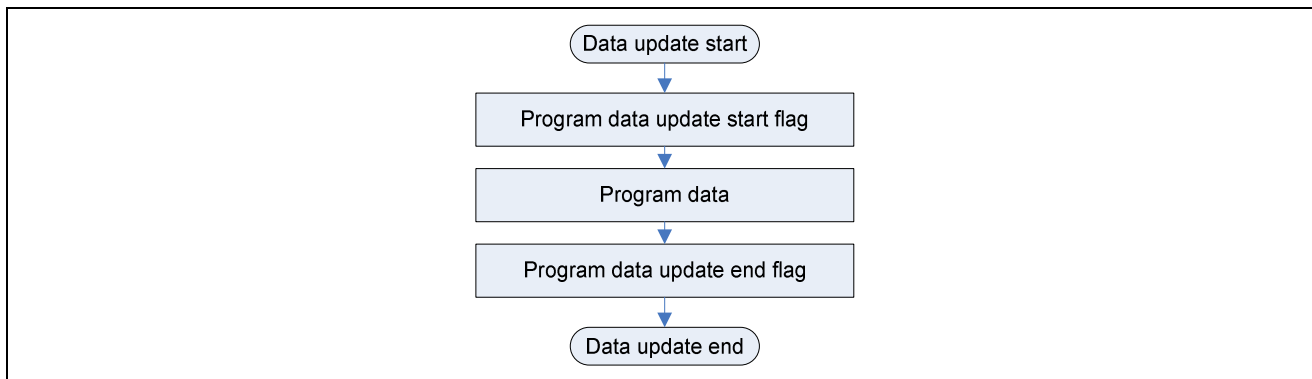 Data update start
Program data update start flag
Program data
Program data update end flag
Data update end